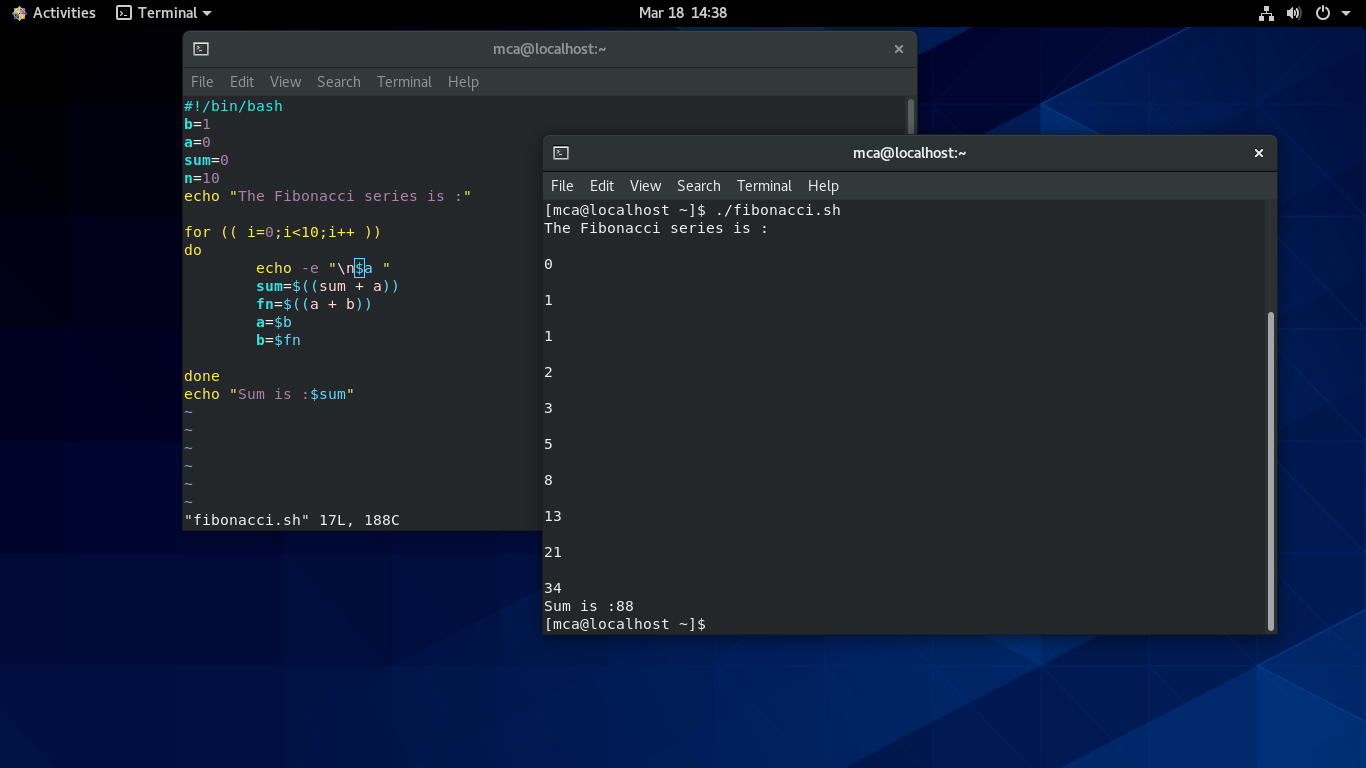 Activities Terminal Mar 18 14:38
mca@localhost:~
File Edit View Search Terminal Help
#!/bin/bash
b=1
a=0
sum=0
n=10
echo "The Fibonacci series is :"
for (( i=0;i<10;i++ ))
do
echo -e "\n$a "
sum=$((sum + a))
fn=$((a + b))
a=$b
b=$fn
done
echo "Sum is :$sum"
~
~
~
~
~
~
"fibonacci.sh" 17L, 188C
mca@localhost:~
File Edit View Search Terminal Help
[mca@localhost ~]$ ./fibonacci.sh
The Fibonacci series is :
0
1
1
2
3
5
8
13
21
34
Sum is :88
[mca@localhost ~]$